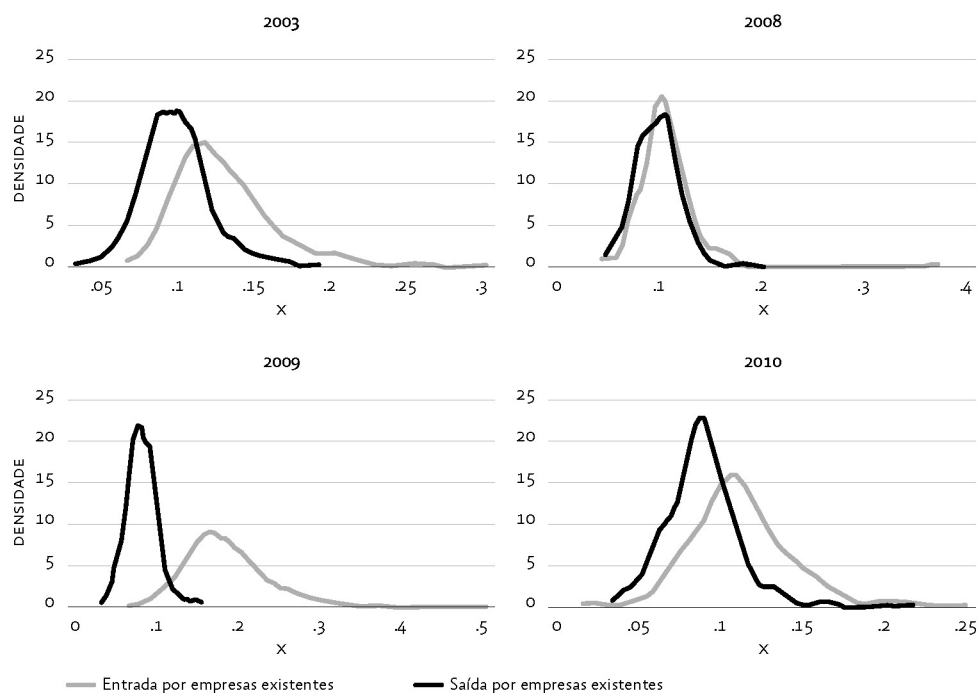 2003
25
20
15
10
5
0
DENSIDADE
.05 .1 .15 .2 .25 .3
X
2008
25
20
15
10
5
0
0 .1 .2 .3 .4
X
2009
25
20
15
10
5
0
DENSIDADE
0 .1 .2 .3 .4 .5
X
2010
25
20
15
10
5
0
0 .05 .1 .15 .2 .25
X
Entrada por empresas existentes
Saída por empresas existentes